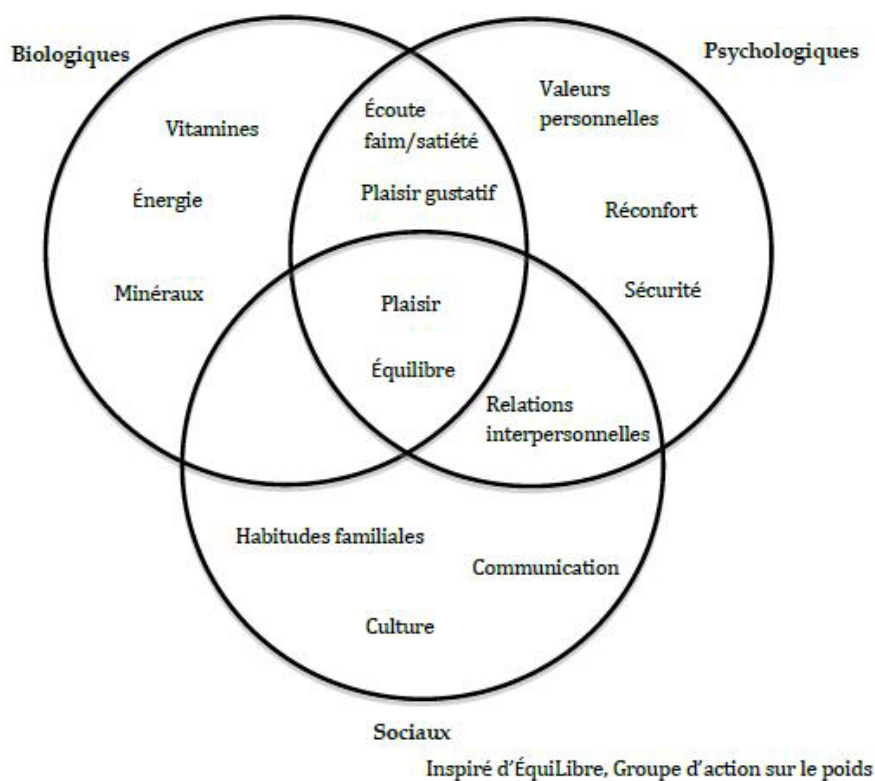 Biologiques
Psychologiques
Vitamines
Énergie
Minéraux
Écoute
faim/satiété
Plaisir gustatif
Valeurs
personnelles
Réconfort
Sécurité
Plaisir
Équilibre
Relations
interpersonnelles
Habitudes familiales
Communication
Culture
Sociaux
Inspiré d'ÉquiLibre, Groupe d'action sur le poids